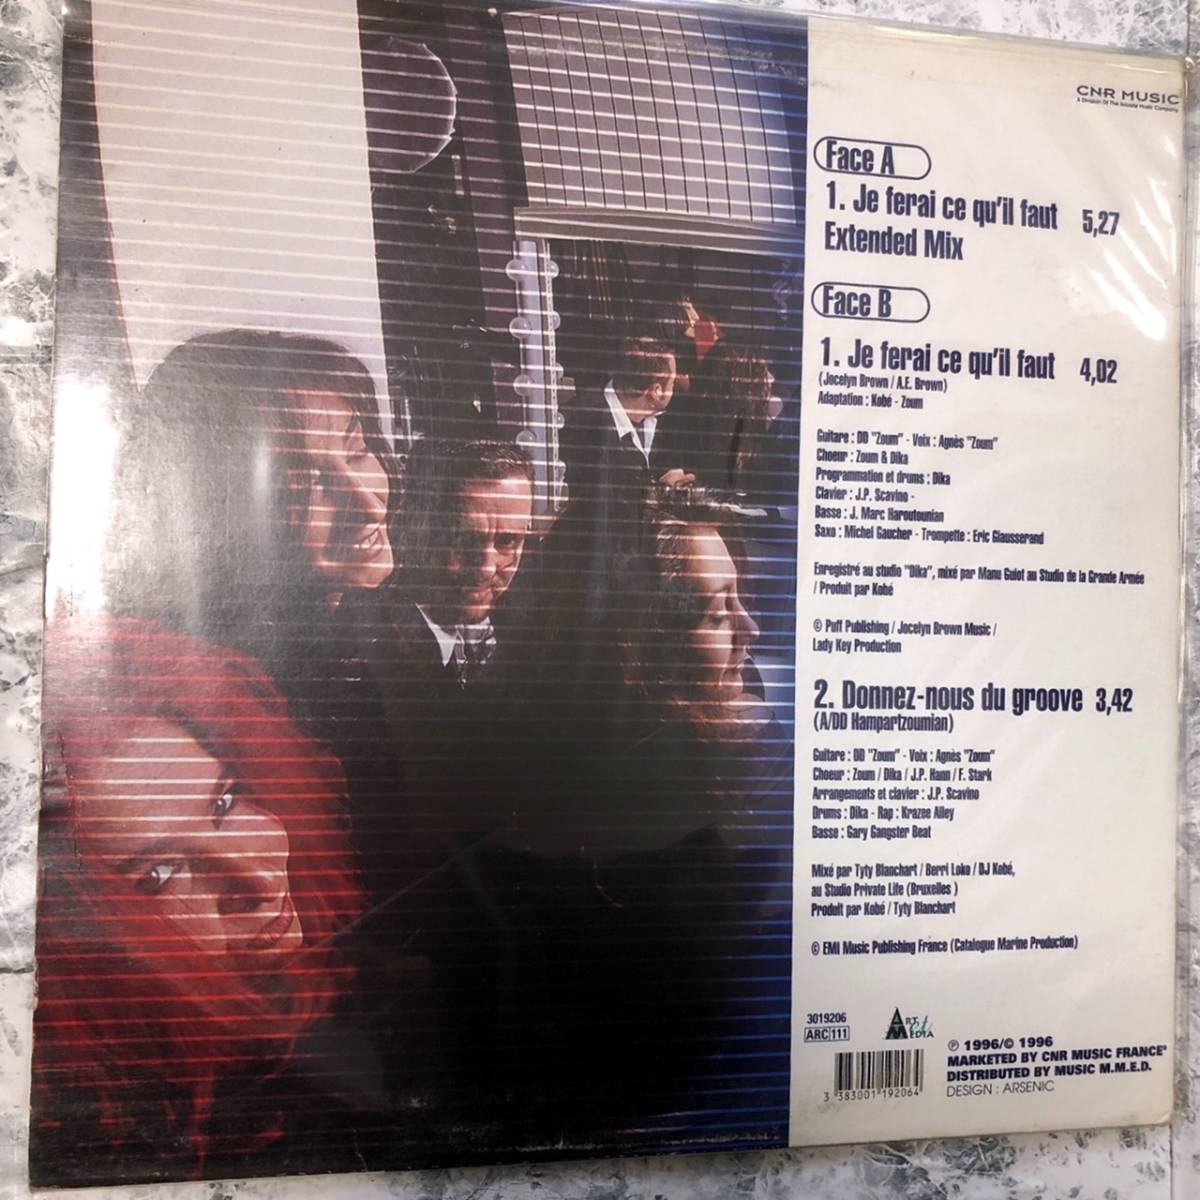 CNR MUSIC
Face A
1. Je ferai ce qu'il faut 5,27
Extended Mix
Face B
1. Je ferai ce qu'il faut 4,02
(Jocelyn Brown / A.E. Brown)
Adaptation : Kobé - Zoum
Guitare : DD "Zoum" - Voix : Agnès "Zoum"
Choeur : Zoum & Dika
Programmation et drums : Dika
Clavier : J.P. Scavino -
Basse : J. Marc Haroutounian
Saxo : Michel Gaucher - Trompette : Eric Giausserand
Enregistré au studio "Dika", mixé par Manu Guiot au Studio de la Grande Armée
/ Produit par Kobé
© Puff Publishing / Jocelyn Brown Music /
Lady Key Production
2. Donnez-nous du groove 3,42
(A/DD Hampartzoumian)
Guitare : DD "Zoum" - Voix : Agnès "Zoum"
Choeur : Zoum / Dika / J.P. Hann / F. Stark
Arrangements et clavier : J.P. Scavino
Drums : Dika - Rap : Krazee Alley
Basse : Gary Gangster Beat
Mixé par Tyty Blanchart / Berri Loko / DJ Kobé,
au Studio Private Life (Bruxelles )
Produit par Kobé / Tyty Blanchart
© EMI Music Publishing France (Catalogue Marine Production)
3019206
ARC 111
ART et MEDIA
3 383001 192064
℗ 1996/© 1996
MARKETED BY CNR MUSIC FRANCE
DISTRIBUTED BY MUSIC M.M.E.D.
DESIGN : ARSENIC